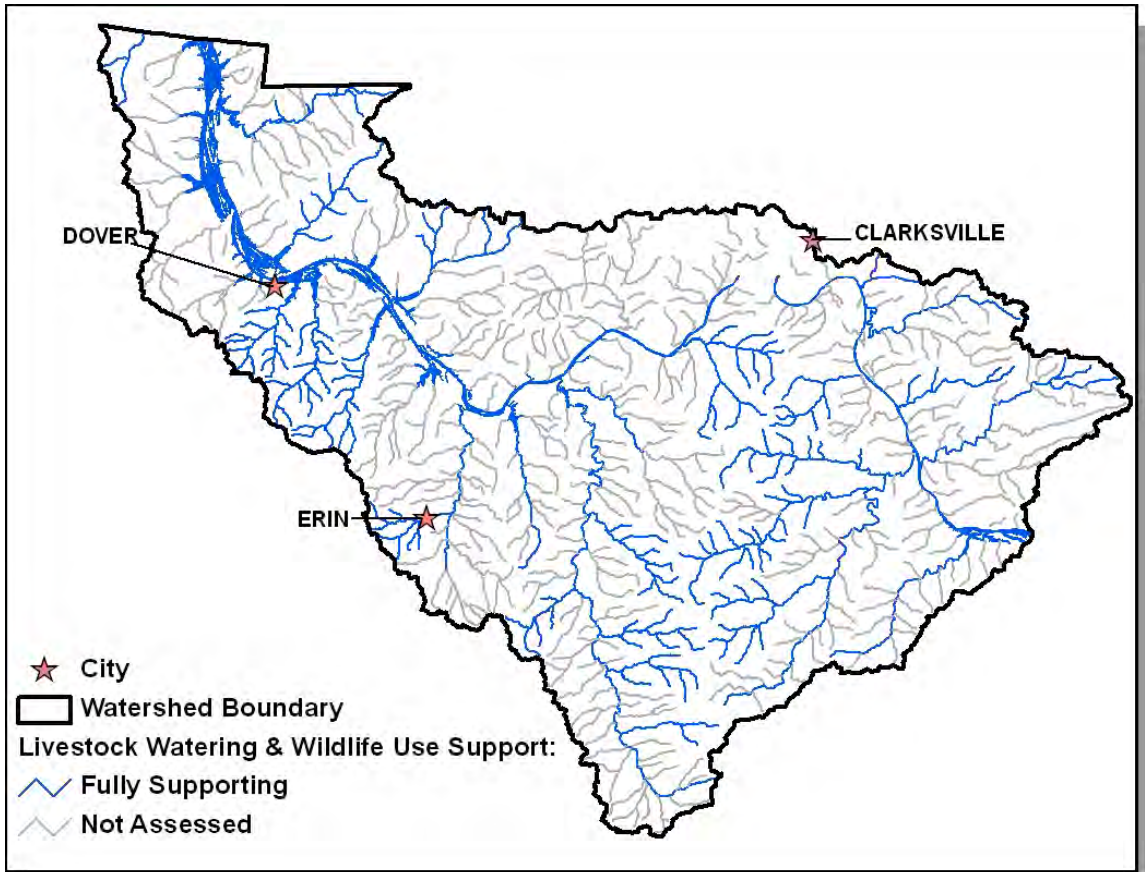 DOVER
CLARKSVILLE
ERIN
City
Watershed Boundary
Livestock Watering & Wildlife Use Support:
Fully Supporting
Not Assessed